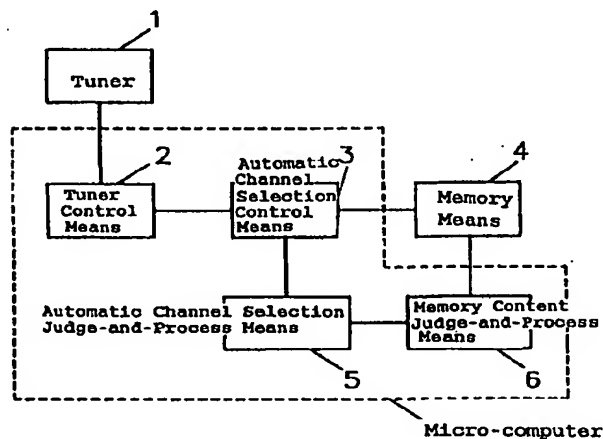 1
Tuner
2
Tuner
Control
Means
Automatic
Channel
Selection
Control
Means
3
4
Memory
Means
Automatic Channel Selection
Judge-and-Process Means
5
Memory Content
Judge-and-Process
Means
6
Micro-computer